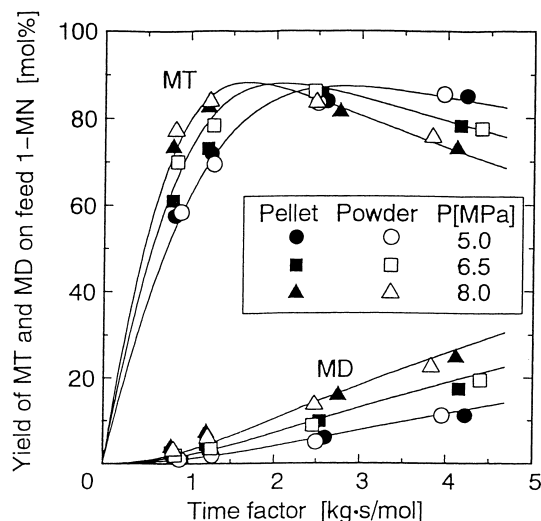 Yield of MT and MD on feed 1-MN [mol%]
100
80
60
40
20
0
MT
Pellet Powder P[MPa]
5.0
6.5
8.0
MD
1 2 3 4 5
Time factor [kg·s/mol]